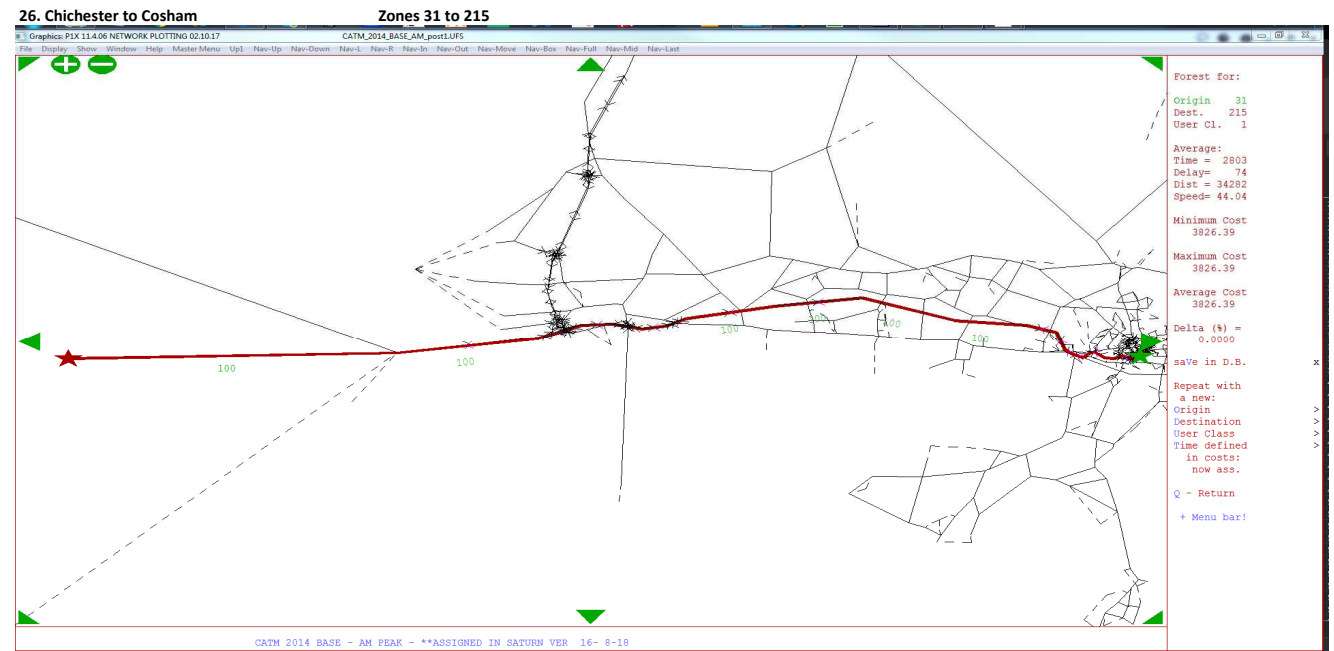 26. Chichester to Cosham Zones 31 to 215
Graphics: P1X 11.4.06 NETWORK PLOTTING 02.10.17 CATM_2014_BASE_AM_post1.UFS
File Display Show Window Help Master Menu Up1 Nav-Up Nav-Down Nav-L Nav-R Nav-In Nav-Out Nav-Move Nav-Box Nav-Full Nav-Mid Nav-Last
Forest for:
Origin 31
Dest. 215
User Cl. 1
Average:
Time = 2803
Delay= 74
Dist = 34282
Speed= 44.04
Minimum Cost
3826.39
Maximum Cost
3826.39
Average Cost
3826.39
Delta (%) =
0.0000
saVe in D.B. x
Repeat with
a new:
Origin >
Destination >
User Class >
Time defined >
in costs:
now ass.
Q - Return
+ Menu bar!
100
100
100
100
100
100
CATM 2014 BASE - AM PEAK - **ASSIGNED IN SATURN VER 16- 8-18